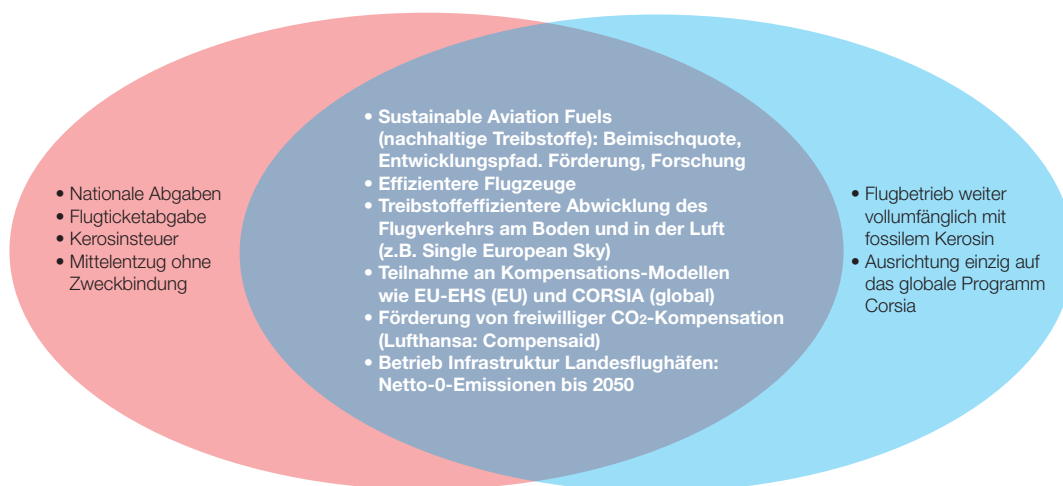 • Nationale Abgaben
• Flugticketabgabe
• Kerosinsteuer
• Mittelentzug ohne
Zweckbindung
• Sustainable Aviation Fuels
(nachhaltige Treibstoffe): Beimischquote,
Entwicklungspfad. Förderung, Forschung
• Effizientere Flugzeuge
• Treibstoffeffizientere Abwicklung des
Flugverkehrs am Boden und in der Luft
(z.B. Single European Sky)
• Teilnahme an Kompensations-Modellen
wie EU-EHS (EU) und CORSIA (global)
• Förderung von freiwilliger CO₂-Kompensation
(Lufthansa: Compensaid)
• Betrieb Infrastruktur Landesflughäfen:
Netto-0-Emissionen bis 2050
• Flugbetrieb weiter
vollumfänglich mit
fossilem Kerosin
• Ausrichtung einzig auf
das globale Programm
Corsia